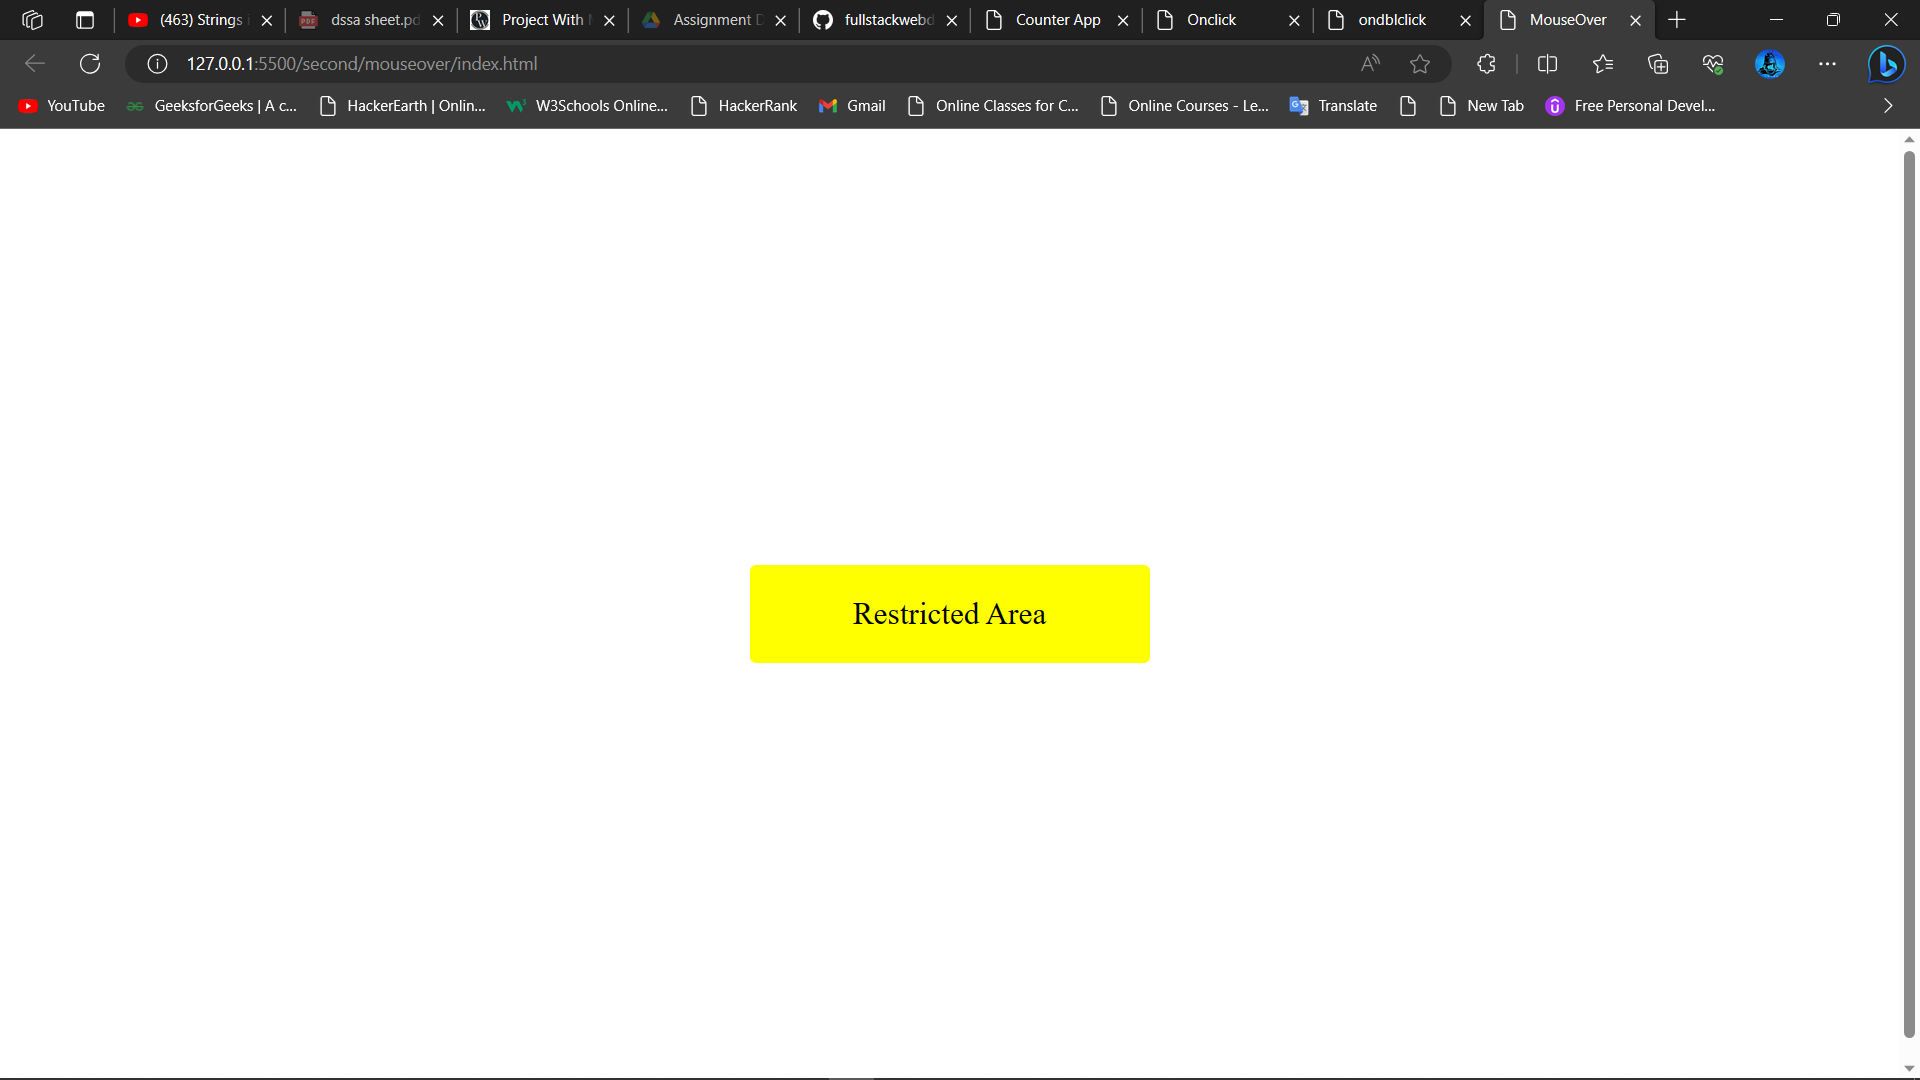 (463) Strings
dssa sheet.pd
Project With
Assignment D
fullstackwebd
Counter App
Onclick
ondblclick
MouseOver
127.0.0.1:5500/second/mouseover/index.html
YouTube
GeeksforGeeks | A c...
HackerEarth | Onlin...
W3Schools Online...
HackerRank
Gmail
Online Classes for C...
Online Courses - Le...
Translate
New Tab
Free Personal Devel...
Restricted Area